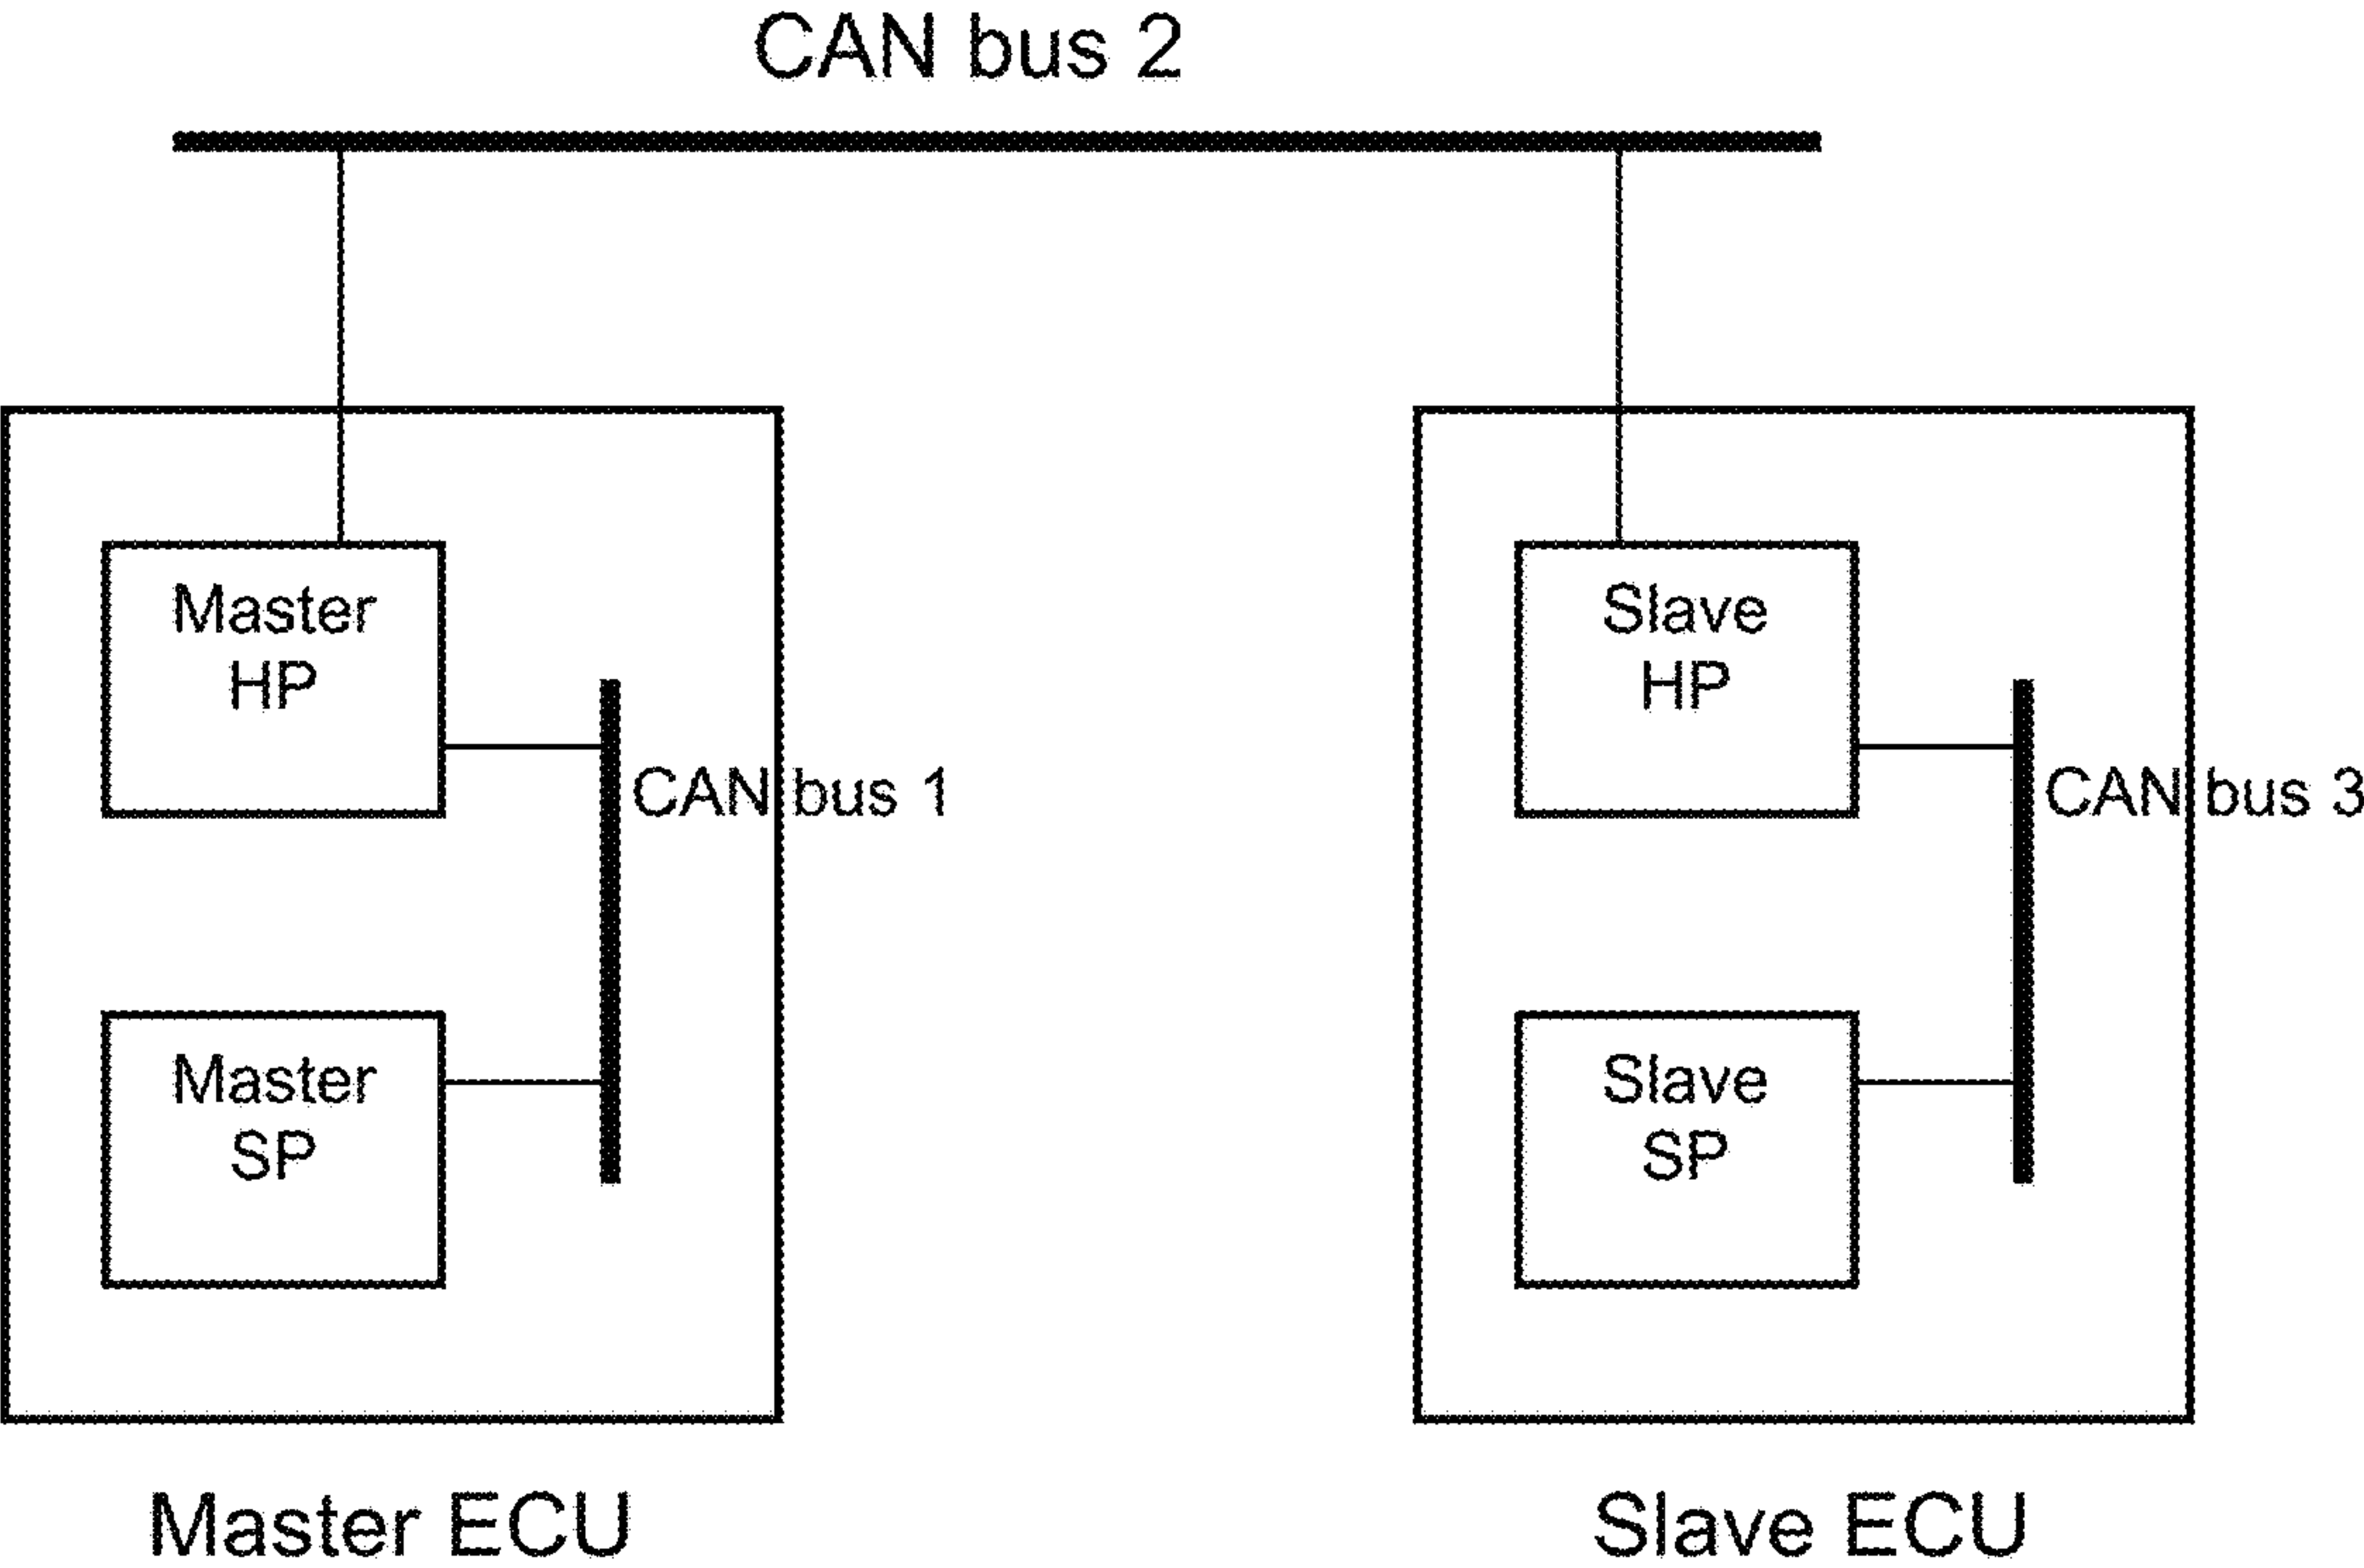 CAN bus 2
Master
HP
CAN bus 1
Master
SP
Slave
HP
CAN bus 3
Slave
SP
Master ECU
Slave ECU